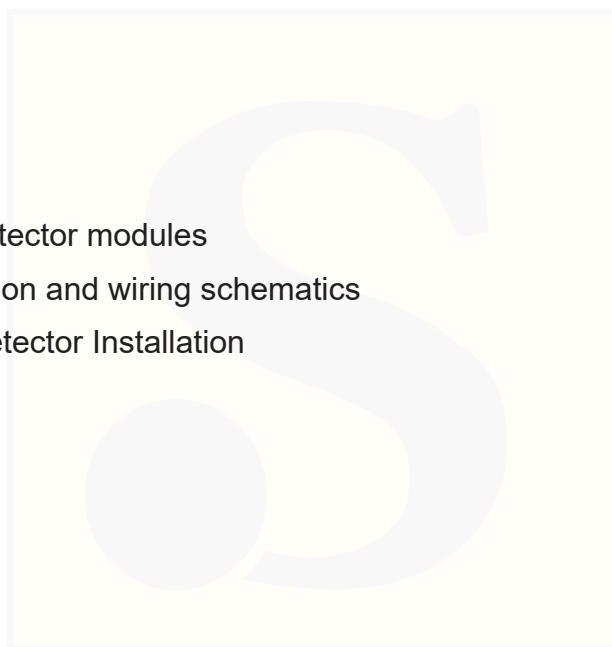 tector modules
on and wiring schematics
etector Installation